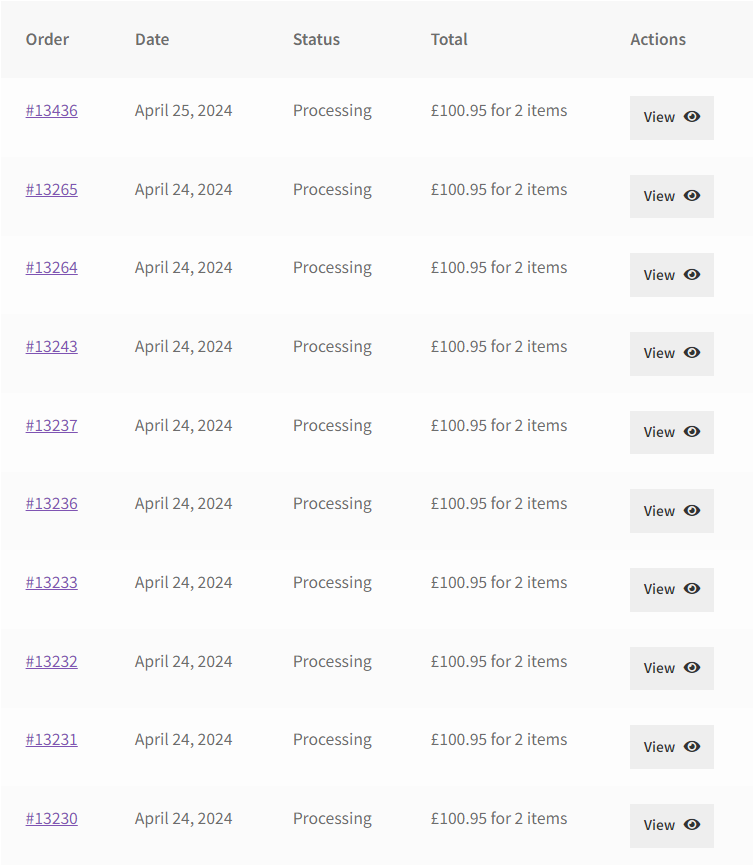 Order Date Status Total Actions
#13436 April 25, 2024 Processing £100.95 for 2 items View
#13265 April 24, 2024 Processing £100.95 for 2 items View
#13264 April 24, 2024 Processing £100.95 for 2 items View
#13243 April 24, 2024 Processing £100.95 for 2 items View
#13237 April 24, 2024 Processing £100.95 for 2 items View
#13236 April 24, 2024 Processing £100.95 for 2 items View
#13233 April 24, 2024 Processing £100.95 for 2 items View
#13232 April 24, 2024 Processing £100.95 for 2 items View
#13231 April 24, 2024 Processing £100.95 for 2 items View
#13230 April 24, 2024 Processing £100.95 for 2 items View